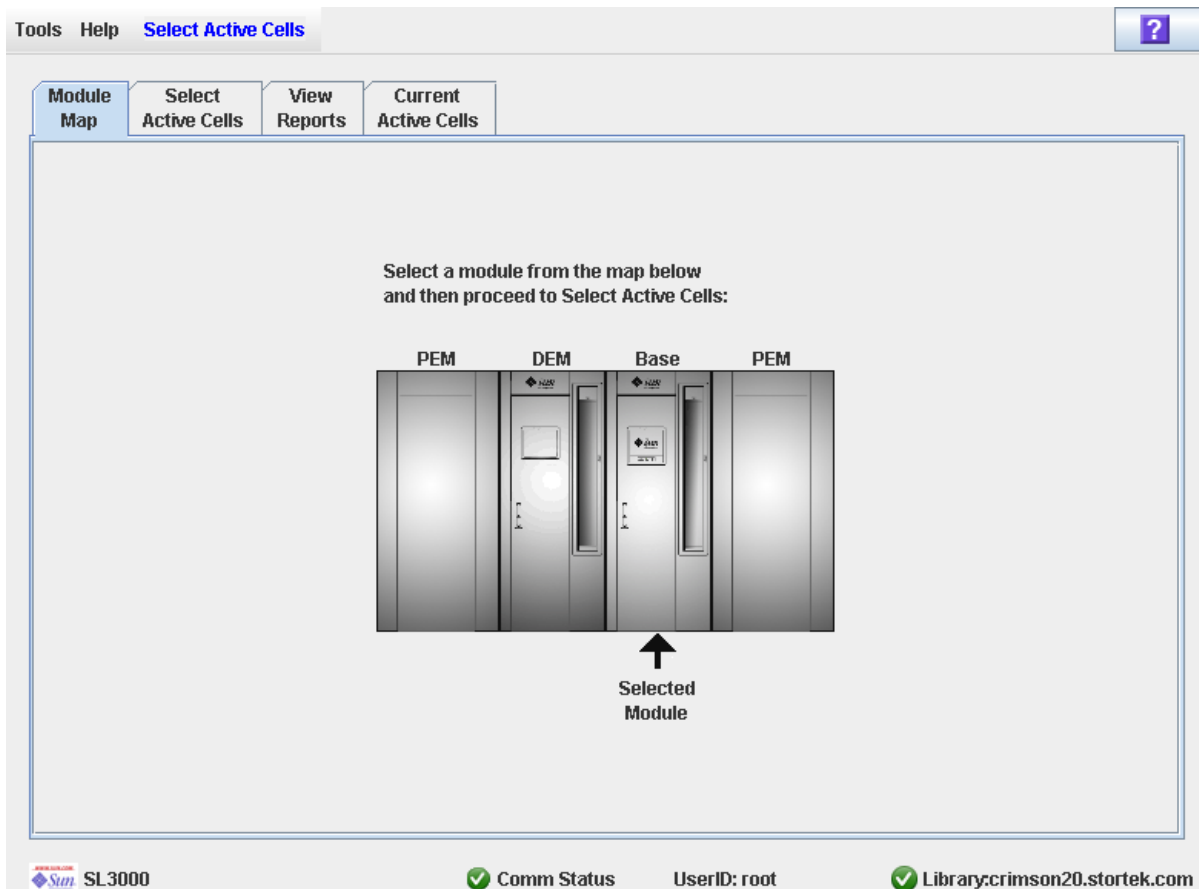 Tools Help Select Active Cells ?
Module Map
Select Active Cells
View Reports
Current Active Cells
Select a module from the map below
and then proceed to Select Active Cells:
PEM DEM Base PEM
Sun
Selected
Module
Sun SL3000 Comm Status UserID: root Library:crimson20.stortek.com